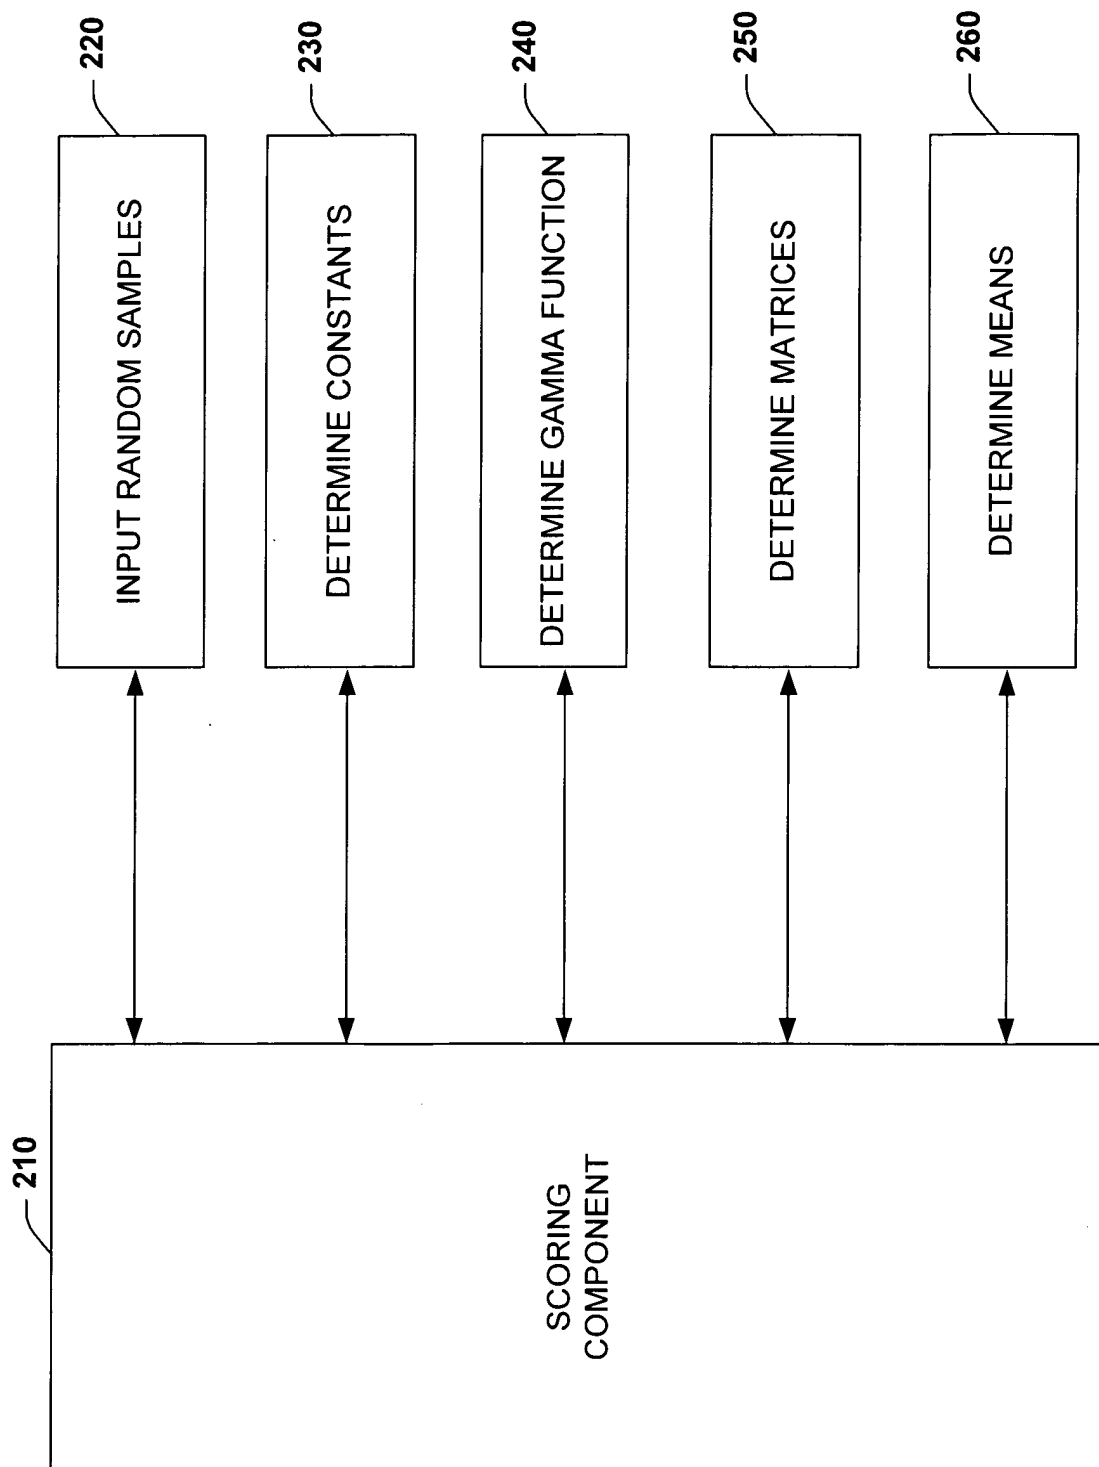 210
SCORING
COMPONENT
220
INPUT RANDOM SAMPLES
230
DETERMINE CONSTANTS
240
DETERMINE GAMMA FUNCTION
250
DETERMINE MATRICES
260
DETERMINE MEANS